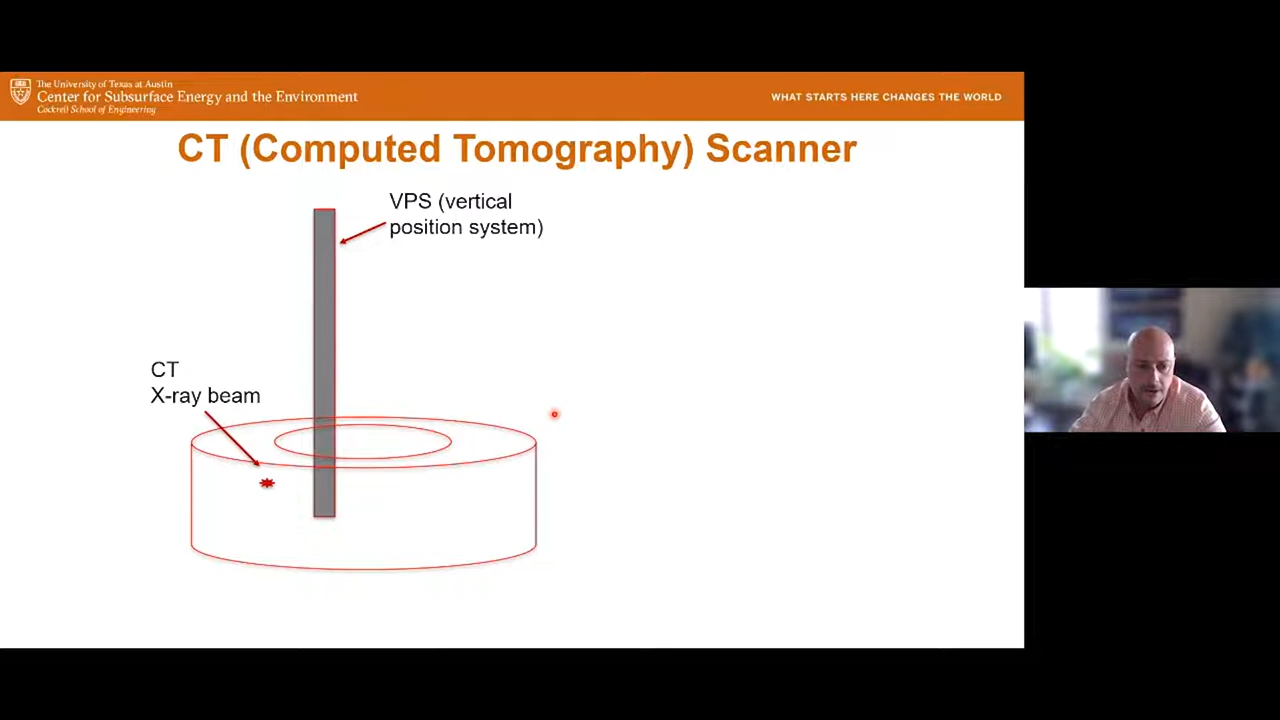 The University of Texas at Austin
Center for Subsurface Energy and the Environment
Cockrell School of Engineering
WHAT STARTS HERE CHANGES THE WORLD
CT (Computed Tomography) Scanner
VPS (vertical
position system)
CT
X-ray beam